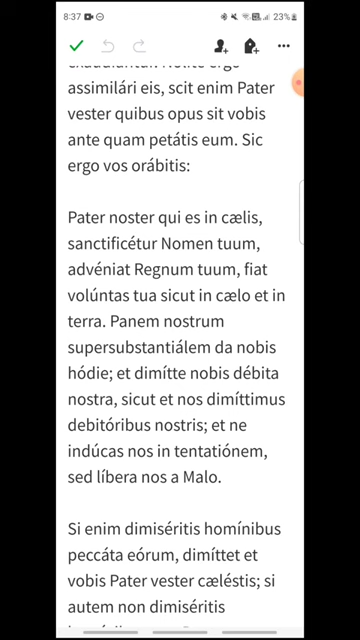 8:37
23%
assimilári eis, scit enim Pater
vester quibus opus sit vobis
ante quam petátis eum. Sic
ergo vos orábitis:
Pater noster qui es in cælis,
sanctificétur Nomen tuum,
advéniat Regnum tuum, fiat
volúntas tua sicut in cælo et in
terra. Panem nostrum
supersubstantiálem da nobis
hódie; et dimítte nobis débita
nostra, sicut et nos dimíttimus
debitóribus nostris; et ne
indúcas nos in tentatiónem,
sed líbera nos a Malo.
Si enim dimiséritis homínibus
peccáta eórum, dimíttet et
vobis Pater vester cæléstis; si
autem non dimiséritis